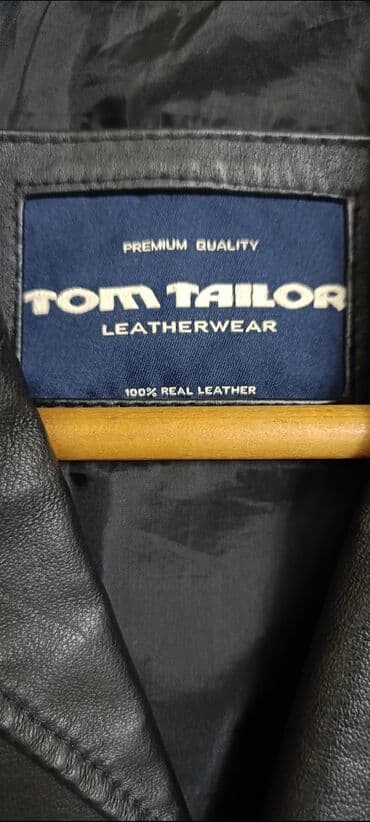 PREMIUM QUALITY
TOM TAILOR
LEATHERWEAR
100% REAL LEATHER